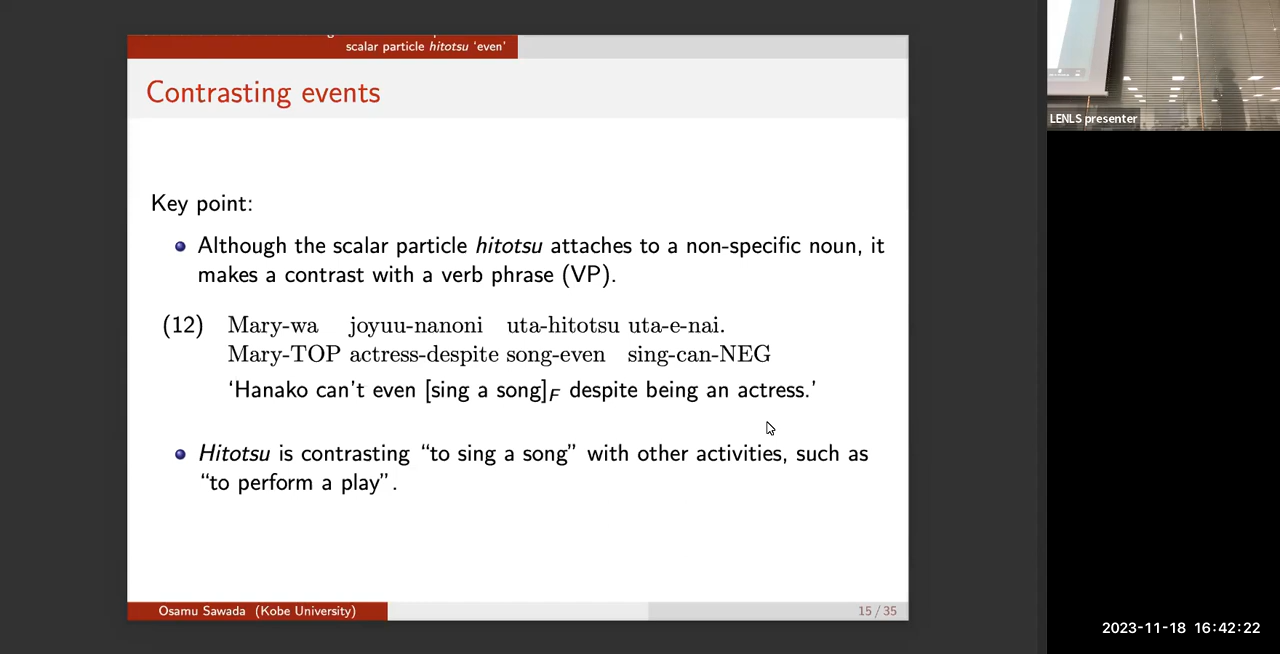 scalar particle hitotsu ‘even’
Contrasting events
Key point:
Although the scalar particle hitotsu attaches to a non-specific noun, it
makes a contrast with a verb phrase (VP).
(12) Mary-wa joyuu-nanoni uta-hitotsu uta-e-nai.
Mary-TOP actress-despite song-even sing-can-NEG
‘Hanako can’t even [sing a song]F despite being an actress.’
Hitotsu is contrasting “to sing a song” with other activities, such as
“to perform a play”.
Osamu Sawada (Kobe University)
15 / 35
LENLS presenter
2023-11-18 16:42:22